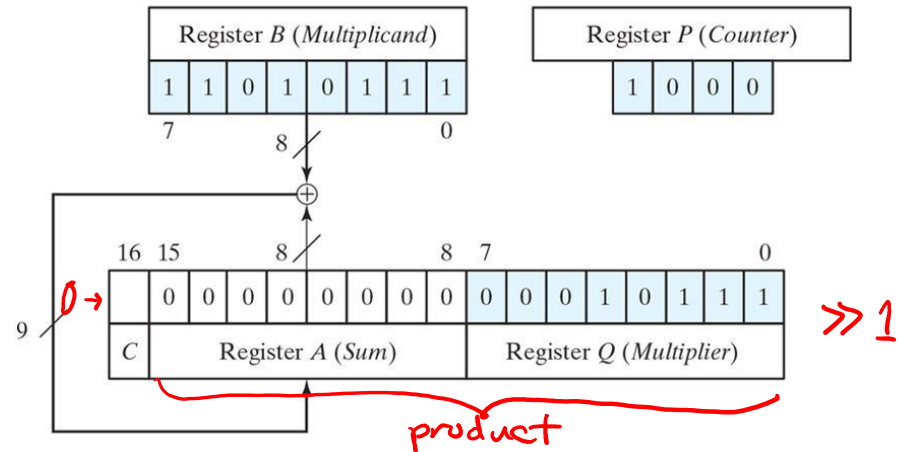 Register B (Multiplicand) Register P (Counter)
1 1 0 1 0 1 1 1 1 0 0 0
7 8 0
+
16 15 8 8 7 0
0 → 0 0 0 0 0 0 0 0 0 0 0 1 0 1 1 1 >> 1
9
C Register A (Sum) Register Q (Multiplier)
product